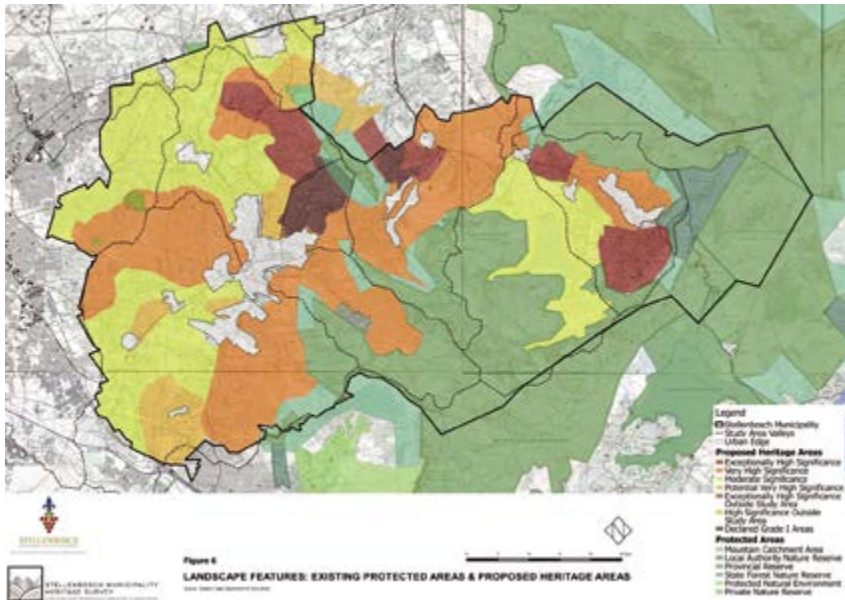 Legend
Stellenbosch Municipality
Study Area Valleys
Urban Edge
Proposed Heritage Areas
Exceptionally High Significance
Very High Significance
Moderate Significance
Potential Very High Significance
Exceptionally High Significance
Outside Study Area
High Significance Outside
Study Area
Declared Grade I Areas
Protected Areas
Mountain Catchment Area
Local Authority Nature Reserve
Provincial Reserve
State Forest Nature Reserve
Protected Natural Environment
Private Nature Reserve
STELLENBOSCH
Figure 6
LANDSCAPE FEATURES: EXISTING PROTECTED AREAS & PROPOSED HERITAGE AREAS
STELLENBOSCH MUNICIPALITY
HERITAGE SURVEY